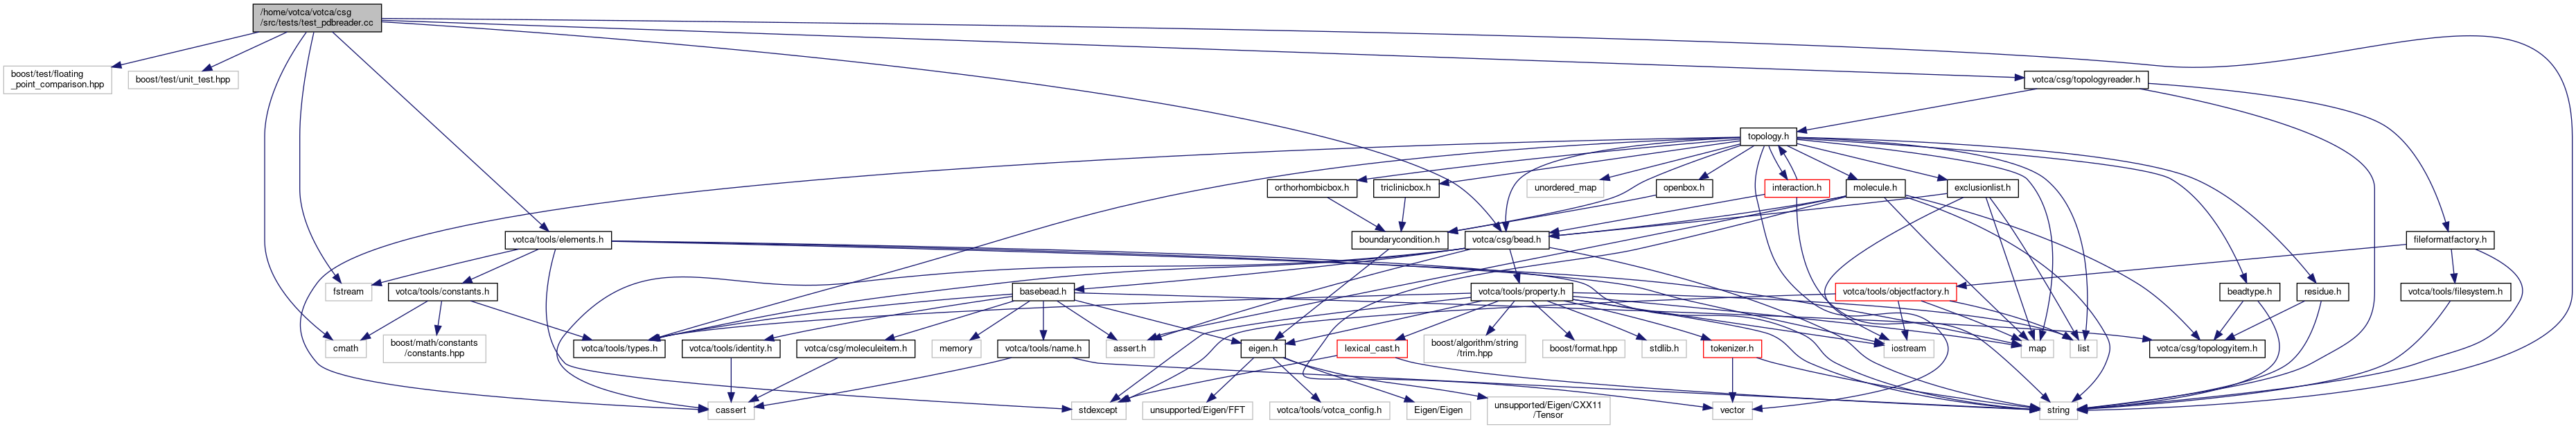 /home/votca/votca/csg
/src/tests/test_pdbreader.cc
boost/test/floating
_point_comparison.hpp
boost/test/unit_test.hpp
votca/csg/topologyreader.h
topology.h
orthorhombicbox.h
triclinicbox.h
unordered_map
openbox.h
interaction.h
molecule.h
exclusionlist.h
votca/tools/elements.h
boundarycondition.h
votca/csg/bead.h
fileformatfactory.h
fstream
votca/tools/constants.h
basebead.h
votca/tools/property.h
votca/tools/objectfactory.h
beadtype.h
residue.h
votca/tools/filesystem.h
cmath
boost/math/constants
/constants.hpp
votca/tools/types.h
votca/tools/identity.h
votca/csg/moleculeitem.h
memory
votca/tools/name.h
assert.h
eigen.h
lexical_cast.h
boost/algorithm/string
/trim.hpp
boost/format.hpp
stdlib.h
tokenizer.h
iostream
map
list
votca/csg/topologyitem.h
cassert
stdexcept
unsupported/Eigen/FFT
votca/tools/votca_config.h
Eigen/Eigen
unsupported/Eigen/CXX11
/Tensor
vector
string